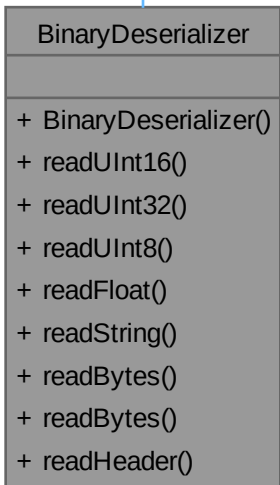 BinaryDeserializer
+ BinaryDeserializer()
+ readUInt16()
+ readUInt32()
+ readUInt8()
+ readFloat()
+ readString()
+ readBytes()
+ readBytes()
+ readHeader()